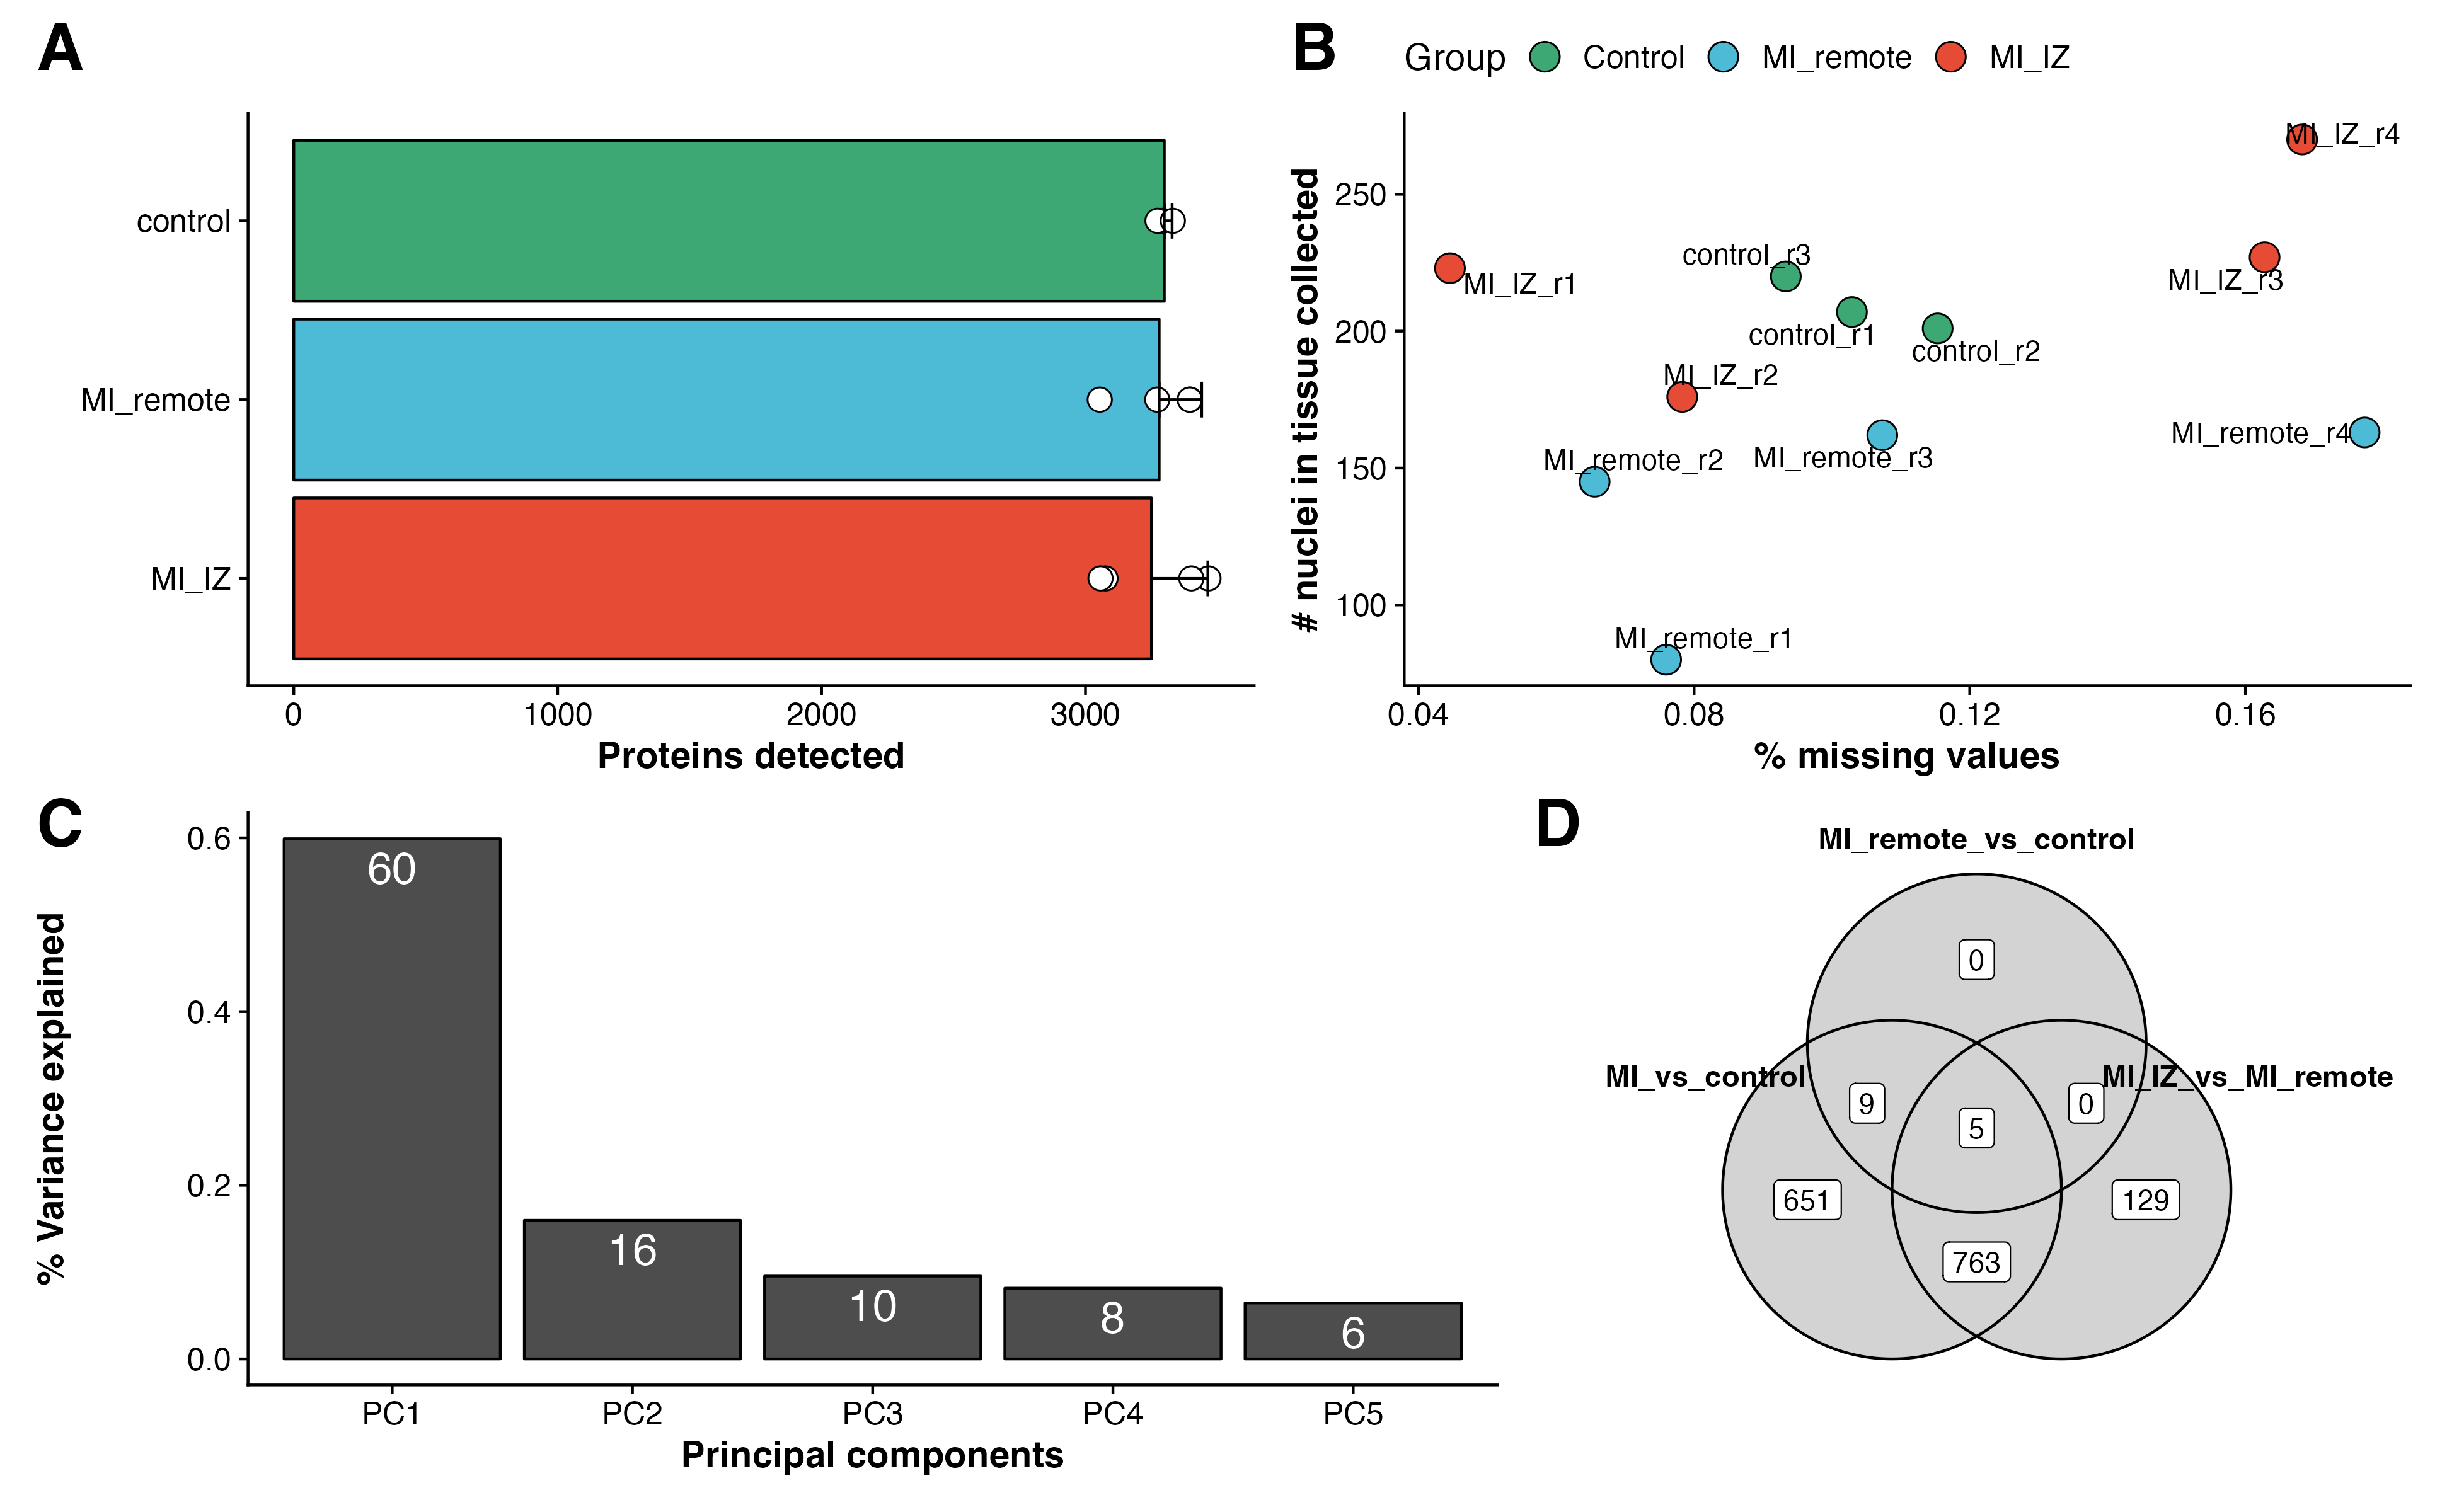 A
control
MI_remote
MI_IZ
0 1000 2000 3000
Proteins detected
B
Group Control MI_remote MI_IZ
# nuclei in tissue collected
250
200
150
100
MI_IZ_r4
control_r3
MI_IZ_r1
MI_IZ_r3
control_r1
control_r2
MI_IZ_r2
MI_remote_r4
MI_remote_r2
MI_remote_r3
MI_remote_r1
0.04 0.08 0.12 0.16
% missing values
C
% Variance explained
0.6
0.4
0.2
0.0
60
16
10
8
6
PC1 PC2 PC3 PC4 PC5
Principal components
D
MI_remote_vs_control
0
MI_vs_control
MI_IZ_vs_MI_remote
9
0
5
651
129
763